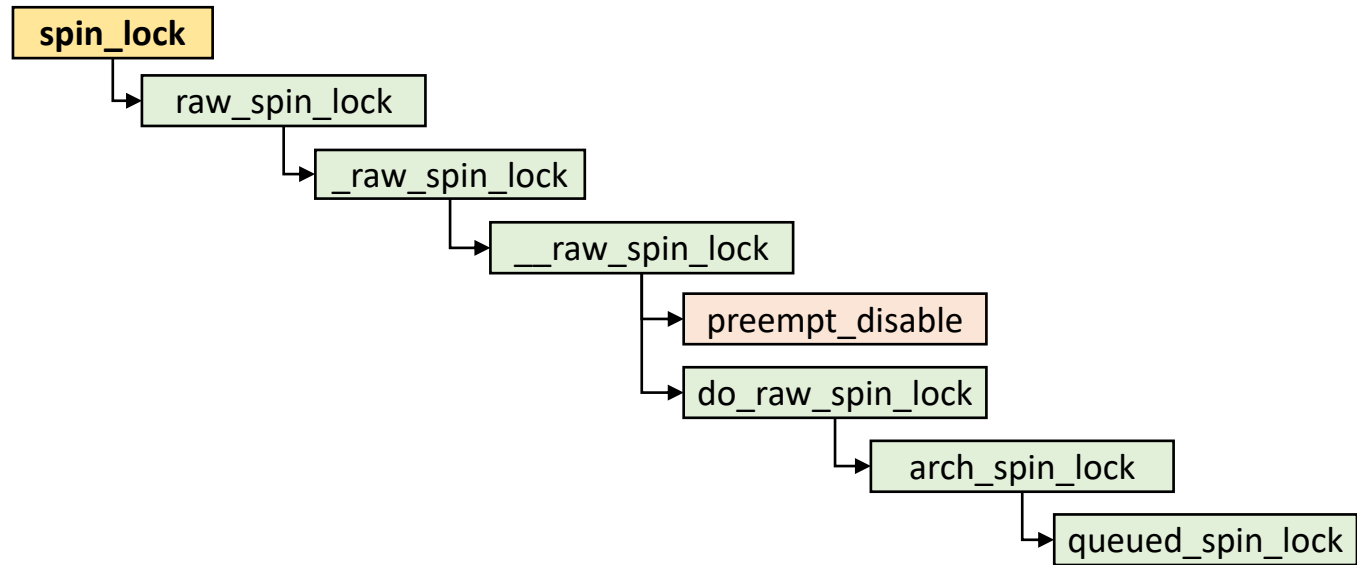 spin_lock
raw_spin_lock
_raw_spin_lock
__raw_spin_lock
preempt_disable
do_raw_spin_lock
arch_spin_lock
queued_spin_lock